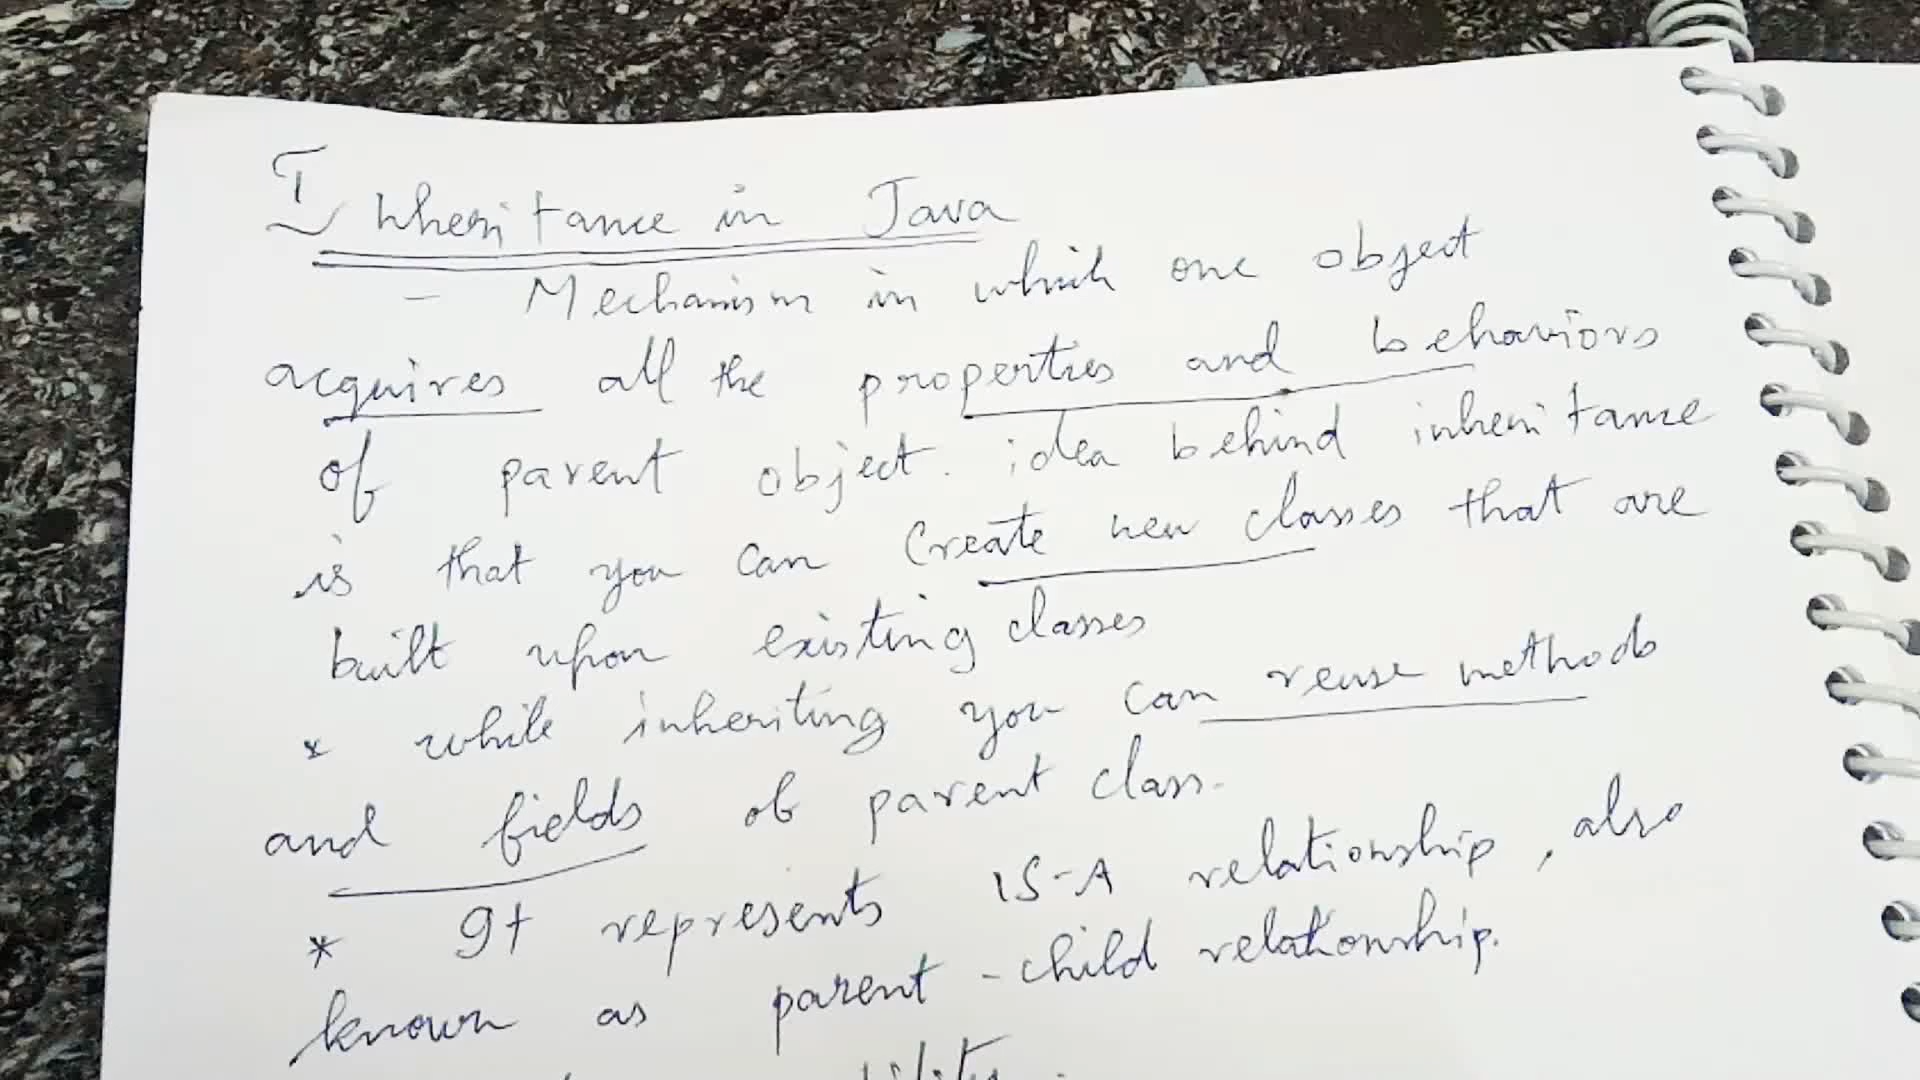 Inheritance in Java
- Mechanism in which one object
acquires all the properties and behaviors
of parent object. idea behind inheritance
is that you can create new classes that are
built upon existing classes
* while inheriting you can reuse methods
and fields of parent class.
* It represents IS-A relationship, also
known as parent-child relationship.